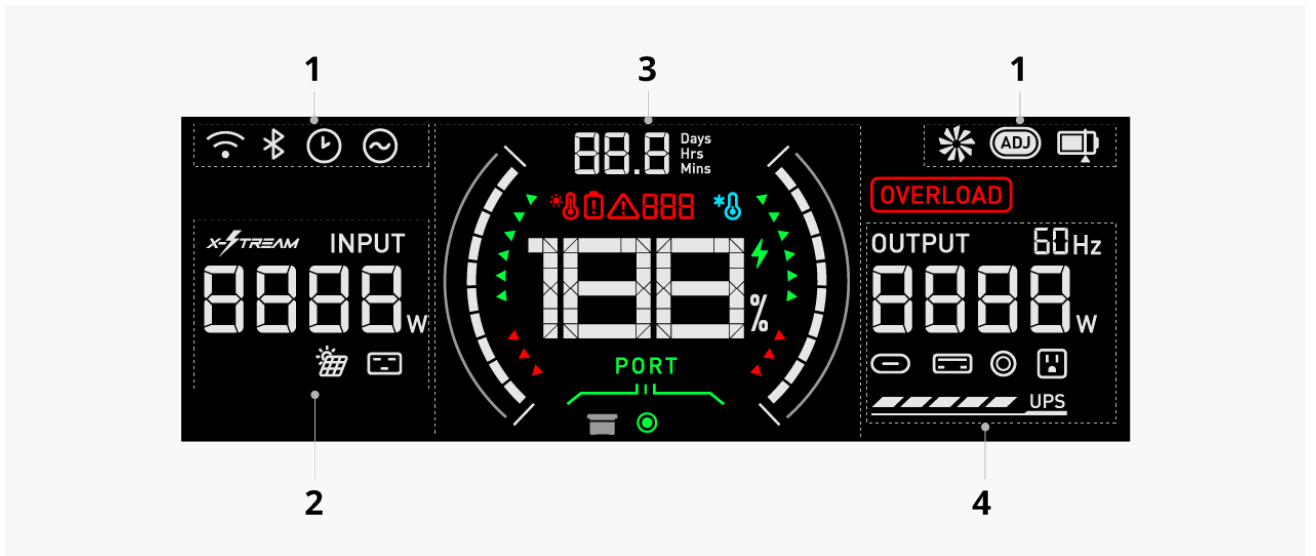 1
3
1
88.8 Days
Hrs
Mins
ADJ
888
OVERLOAD
X-STREAM INPUT
8888 W
188 %
OUTPUT 60Hz
8888 W
PORT
UPS
2
4